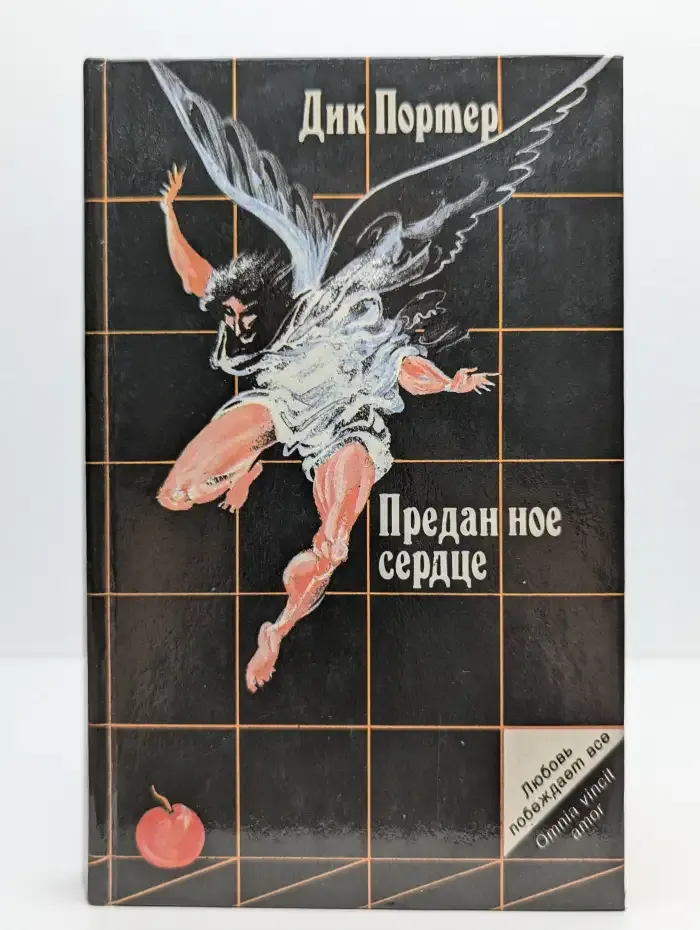 Дик Портер
Предан ное
сердце
Любовь
побеждает все
Omnia vincit
amor